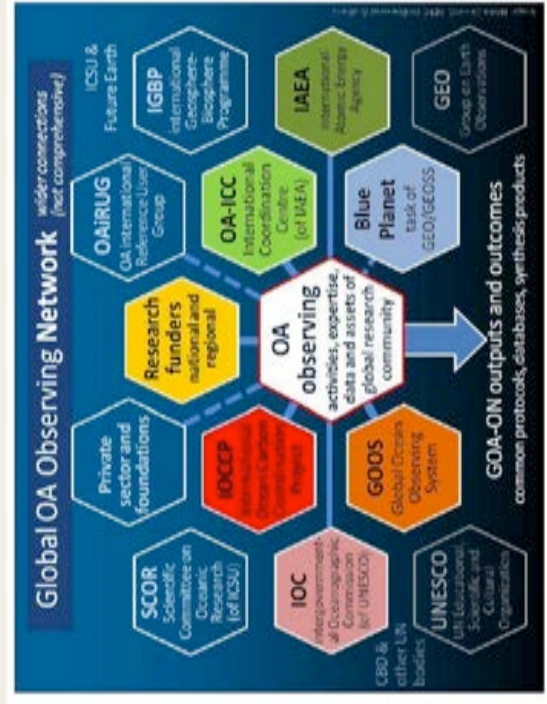 Global OA Observing Network
wider connections
(not comprehensive)
SCOR
Scientific
Committee on
Oceanic
Research
(of ICSU)
Private
sector and
foundations
Research
funders
national and
regional
OAIRUG
OA International
Reference User
Group
ICSU &
Future Earth
IGBP
International
Geosphere-
Biosphere
Programme
IOC
Intergovernment-
al Oceanographic
Commission
(of UNESCO)
IOCCP
International
Ocean Carbon
Coordination
Project
OA-ICC
International
Coordination
Centre
(of IAEA)
IAEA
International
Atomic Energy
Agency
OA
observing
activities, expertise,
data and assets of
global research
community
CBD &
other UN
bodies
GOOS
Global Ocean
Observing
System
Blue
Planet
task of
GEO/GEOSS
UNESCO
UN Educational
Scientific and
Cultural
Organization
GEO
Group on Earth
Observations
GOA-ON outputs and outcomes
common protocols, databases, synthesis products